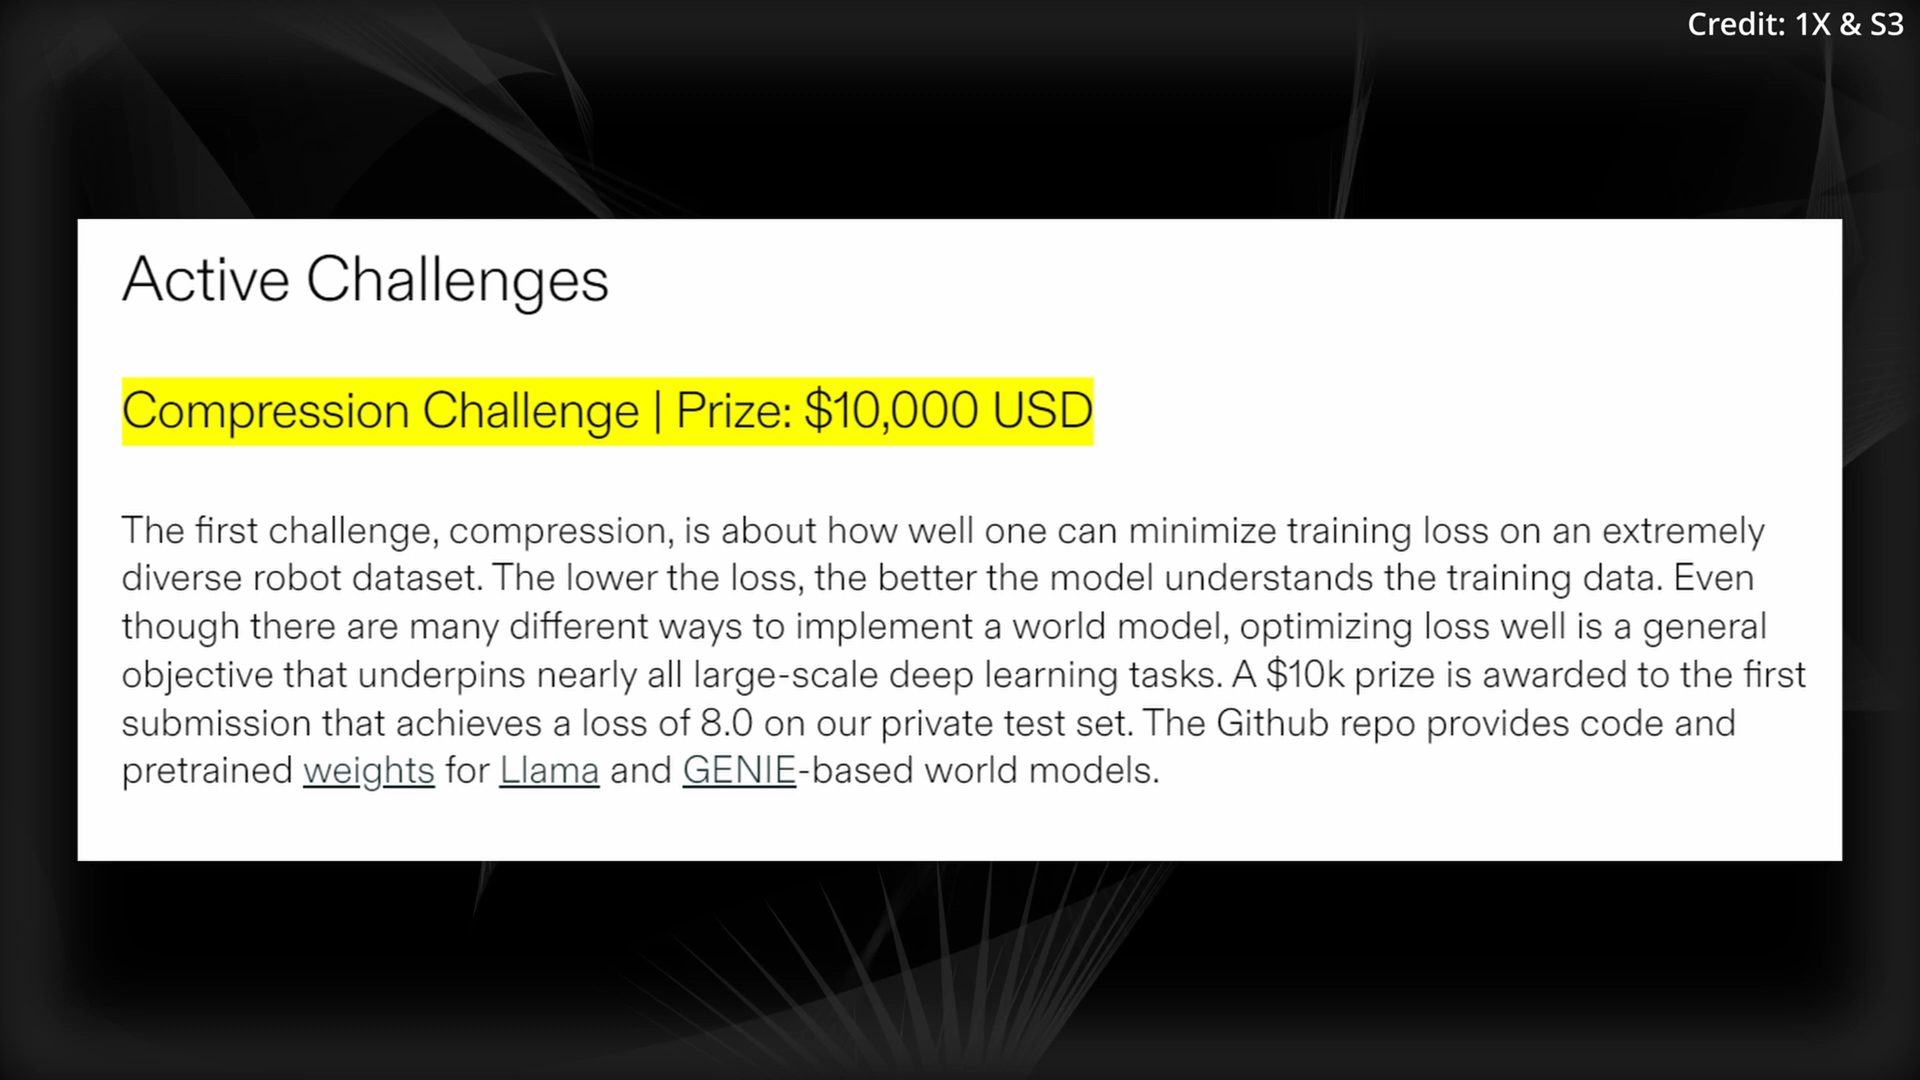 Credit: 1X & S3
Active Challenges
Compression Challenge | Prize: $10,000 USD
The first challenge, compression, is about how well one can minimize training loss on an extremely
diverse robot dataset. The lower the loss, the better the model understands the training data. Even
though there are many different ways to implement a world model, optimizing loss well is a general
objective that underpins nearly all large-scale deep learning tasks. A $10k prize is awarded to the first
submission that achieves a loss of 8.0 on our private test set. The Github repo provides code and
pretrained weights for Llama and GENIE-based world models.